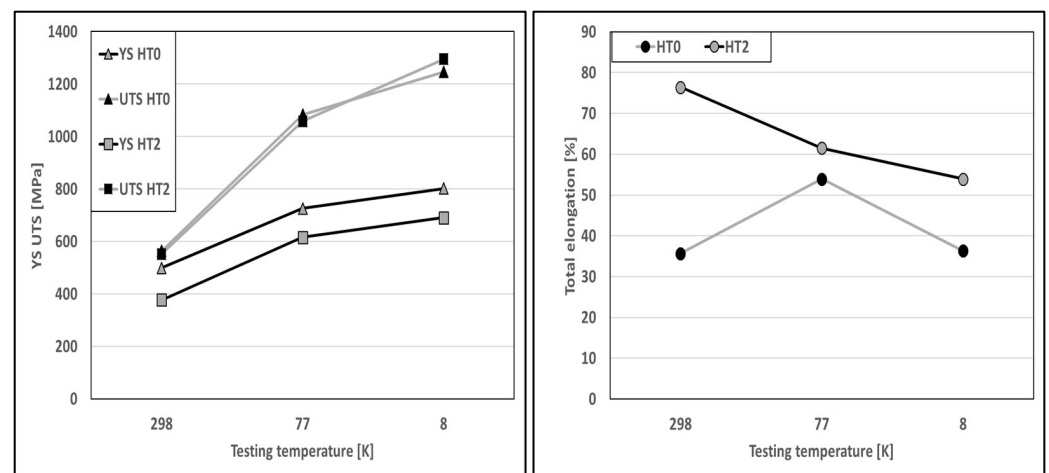 1400
1200
1000
800
600
400
200
0
YS UTS [MPa]
YS HT0
UTS HT0
YS HT2
UTS HT2
298 77 8
Testing temperature [K]
90
80
70
60
50
40
30
20
10
0
Total elongation [%]
HT0 HT2
298 77 8
Testing temperature [K]